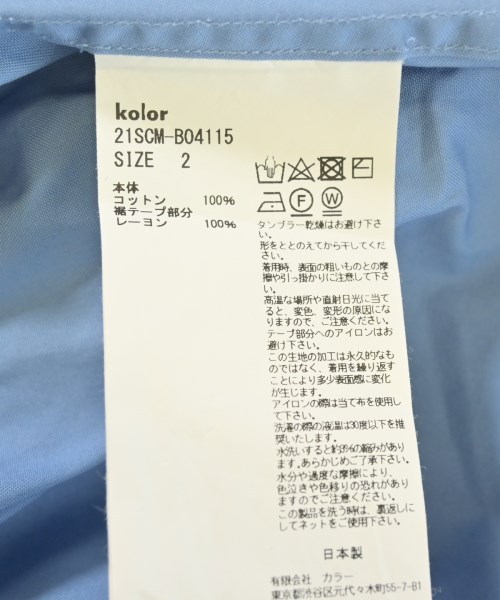 kolor
21SCM-B04115
SIZE 2
本体
コットン 100%
裾テープ部分
レーヨン 100%
F W
タンブラー乾燥はお避け下さい。
形をととのえてから干してください。
着用時、表面の粗いものとの摩
擦や引っ掛かりに注意して下さ
い。
高温な場所や直射日光に当て
ると、変色、変形の原因にな
りますので、ご注意ください。
テープ部分へのアイロンはお
避け下さい。
この生地の加工は永久的なも
のではなく、着用を繰り返す
ことにより多少表面感に変化
が生じます。
アイロンの際は当て布を使用し
て下さい。
洗濯の際の液温は30度以下を推
奨いたします。
水洗いすると約3%の縮みがあり
ます。あらかじめご了承下さい。
水分や過度な摩擦により、
色泣きや色移りの恐れがあり
ますのでご注意ください。
この製品を洗う時は、裏返しに
してネットをご使用下さい。
日本製
有限会社 カラー
東京都渋谷区元代々木町55-7-B1